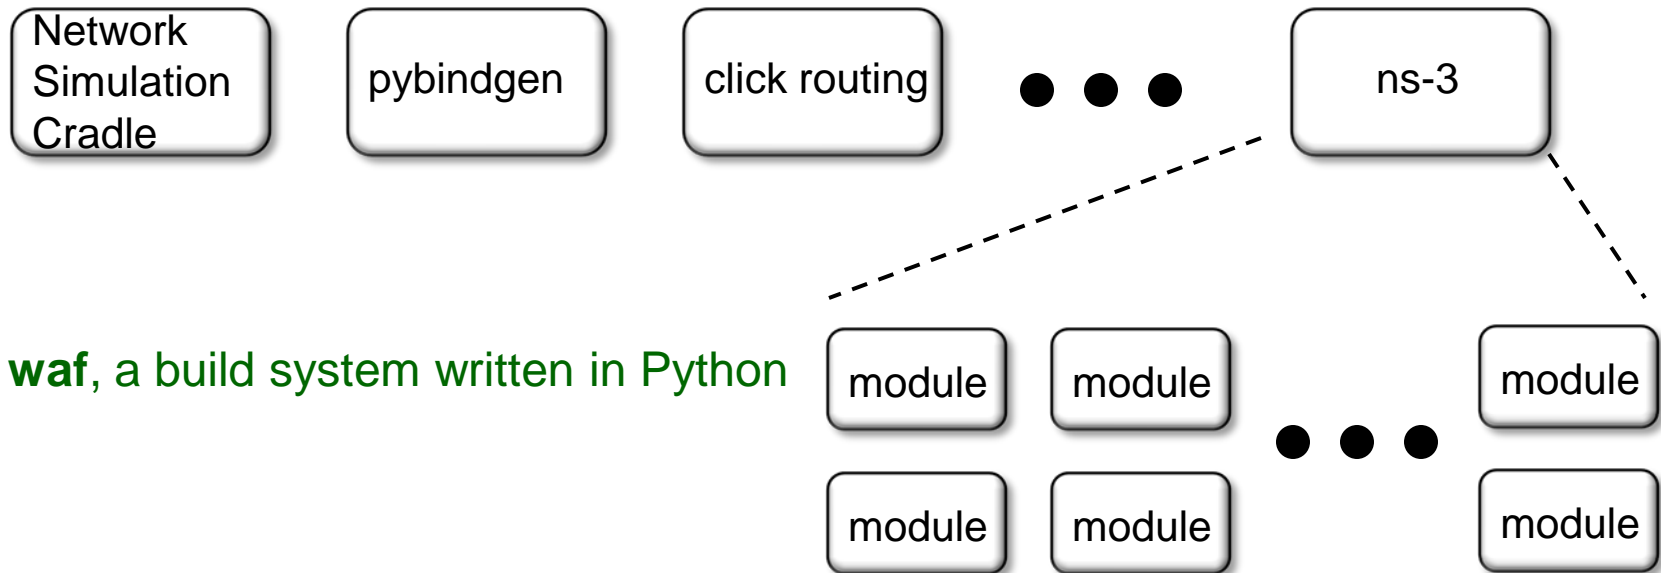 Network
Simulation
Cradle
pybindgen
click routing
ns-3
waf, a build system written in Python
module
module
module
module
module
module